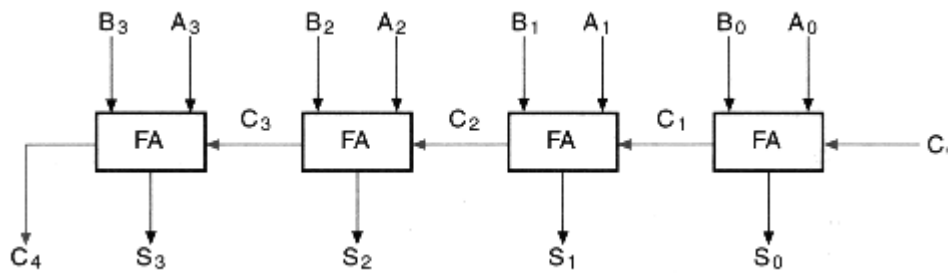 B₃ A₃ B₂ A₂ B₁ A₁ B₀ A₀
C₃ C₂ C₁
FA FA FA FA
C₄ S₃ S₂ S₁ S₀